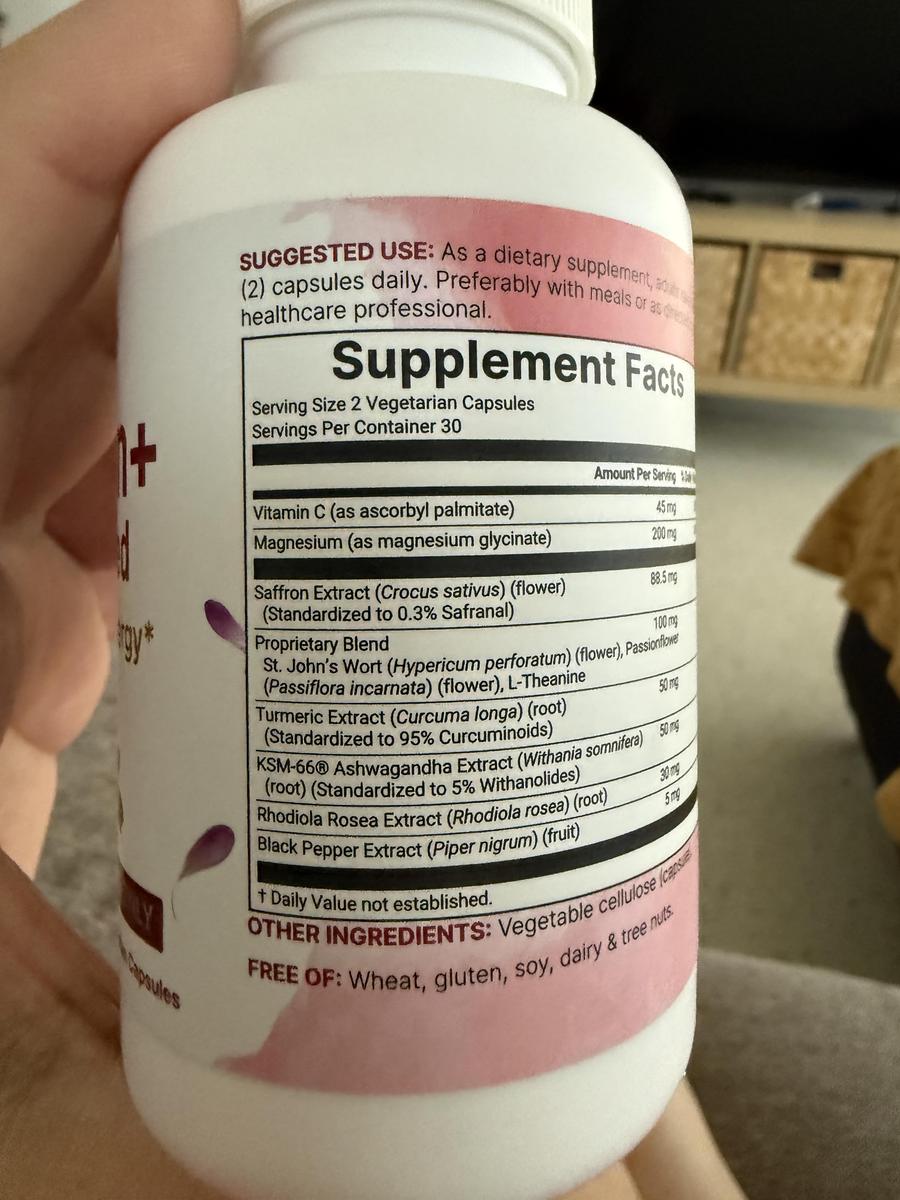 SUGGESTED USE: As a dietary supplement,
(2) capsules daily. Preferably with meals or as
healthcare professional.
Supplement Facts
Serving Size 2 Vegetarian Capsules
Servings Per Container 30
Amount Per Serving
Vitamin C (as ascorbyl palmitate) 45 mg
Magnesium (as magnesium glycinate) 200 mg
Saffron Extract (Crocus sativus) (flower) 88.5 mg
(Standardized to 0.3% Safranal)
Proprietary Blend 100 mg
St. John's Wort (Hypericum perforatum) (flower), Passionflower
(Passiflora incarnata) (flower), L-Theanine
Turmeric Extract (Curcuma longa) (root) 50 mg
(Standardized to 95% Curcuminoids)
KSM-66® Ashwagandha Extract (Withania somnifera) 50 mg
(root) (Standardized to 5% Withanolides)
Rhodiola Rosea Extract (Rhodiola rosea) (root) 30 mg
Black Pepper Extract (Piper nigrum) (fruit) 5 mg
† Daily Value not established.
OTHER INGREDIENTS: Vegetable cellulose (capsule).
FREE OF: Wheat, gluten, soy, dairy & tree nuts.
n+
d
rgy*
LY
Capsules